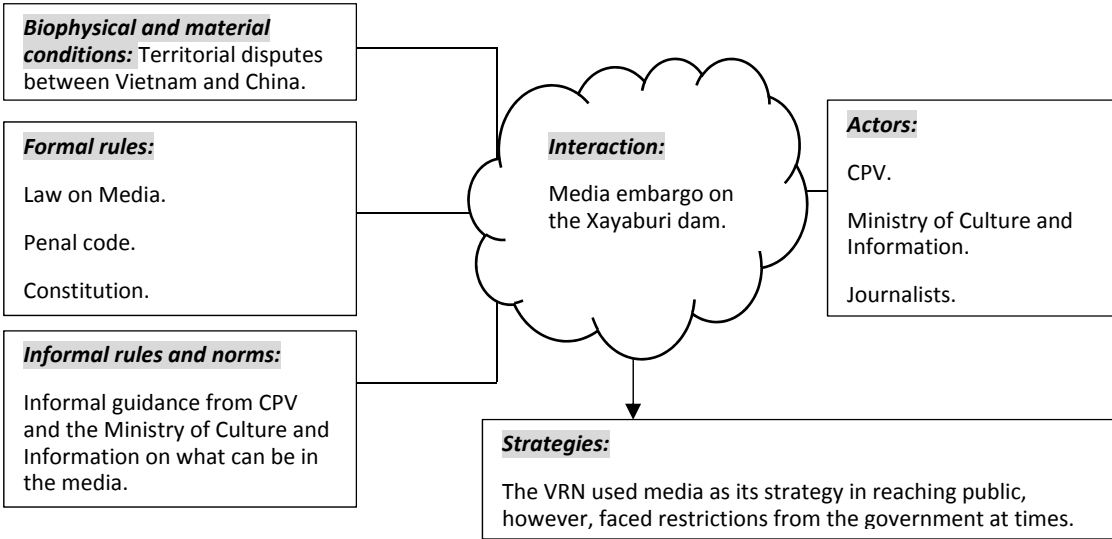 Biophysical and material
conditions: Territorial disputes
between Vietnam and China.
Formal rules:
Law on Media.
Penal code.
Constitution.
Informal rules and norms:
Informal guidance from CPV
and the Ministry of Culture and
Information on what can be in
the media.
Interaction:
Media embargo on
the Xayaburi dam.
Actors:
CPV.
Ministry of Culture and
Information.
Journalists.
Strategies:
The VRN used media as its strategy in reaching public,
however, faced restrictions from the government at times.